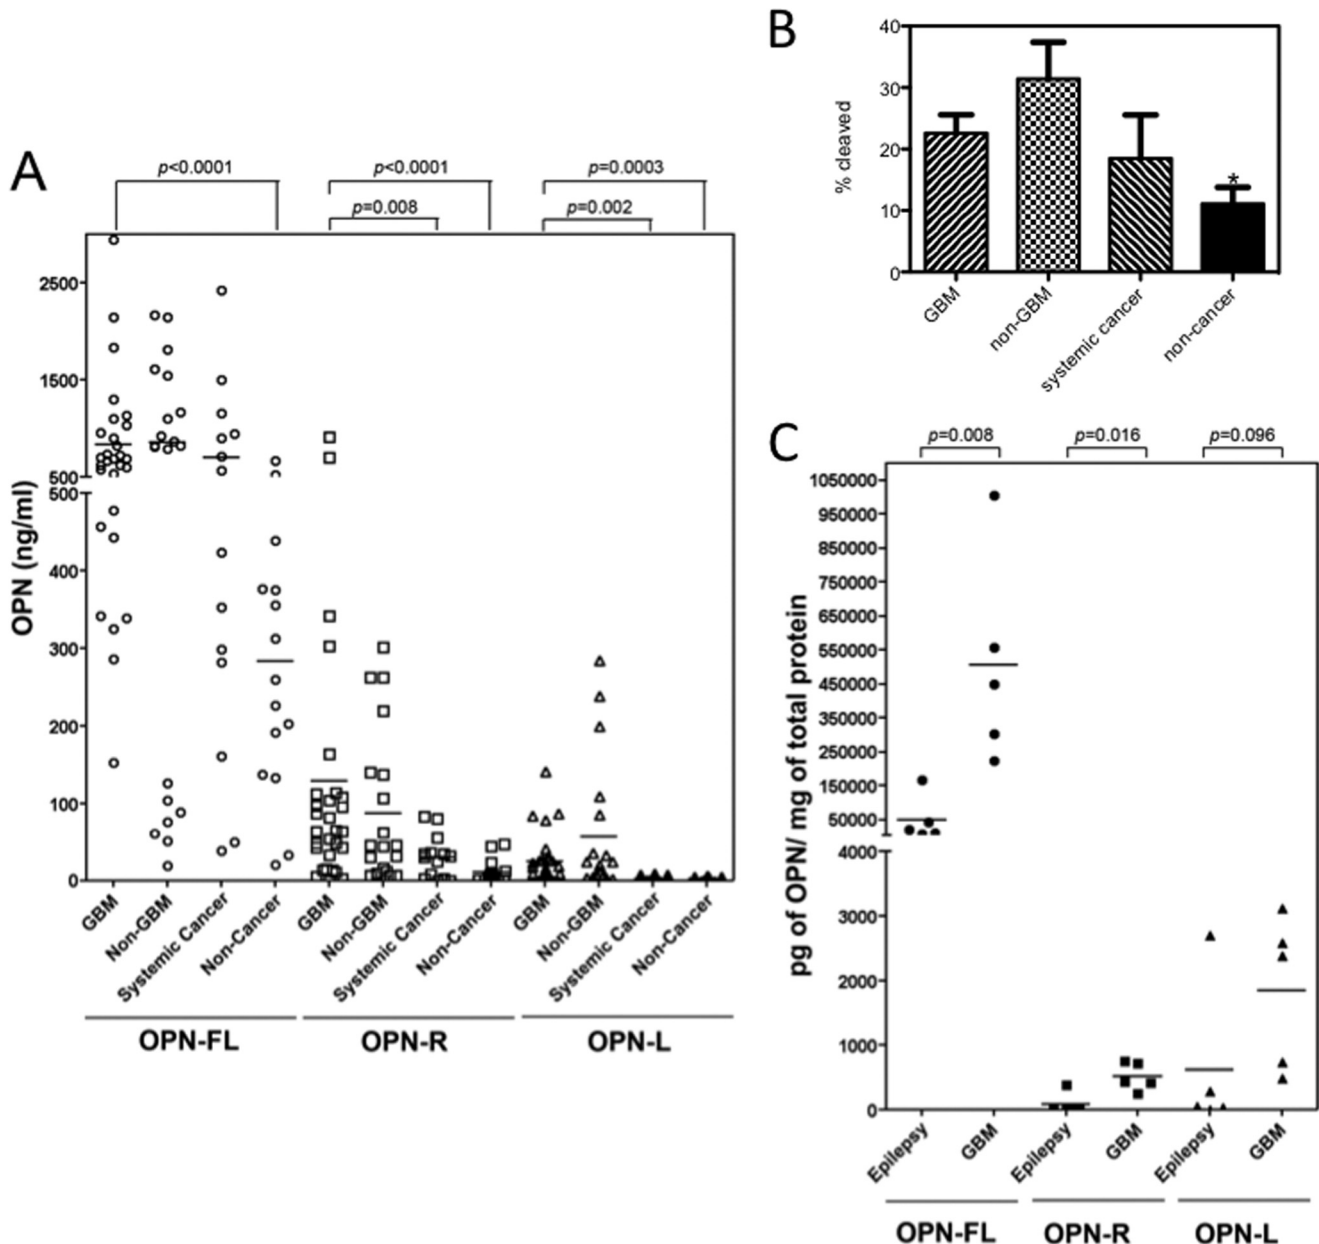 A
p<0.0001
p<0.0001
p=0.008
p=0.0003
p=0.002
OPN (ng/ml)
2500
1500
500
500
400
300
200
100
0
GBM
Non-GBM
Systemic Cancer
Non-Cancer
GBM
Non-GBM
Systemic Cancer
Non-Cancer
GBM
Non-GBM
Systemic Cancer
Non-Cancer
OPN-FL
OPN-R
OPN-L
B
% cleaved
40
30
20
10
0
*
GBM
non-GBM
systemic cancer
non-cancer
C
p=0.008
p=0.016
p=0.096
pg of OPN/ mg of total protein
1050000
950000
850000
750000
650000
550000
450000
350000
250000
150000
50000
4000
3000
2000
1000
0
Epilepsy
GBM
Epilepsy
GBM
Epilepsy
GBM
OPN-FL
OPN-R
OPN-L